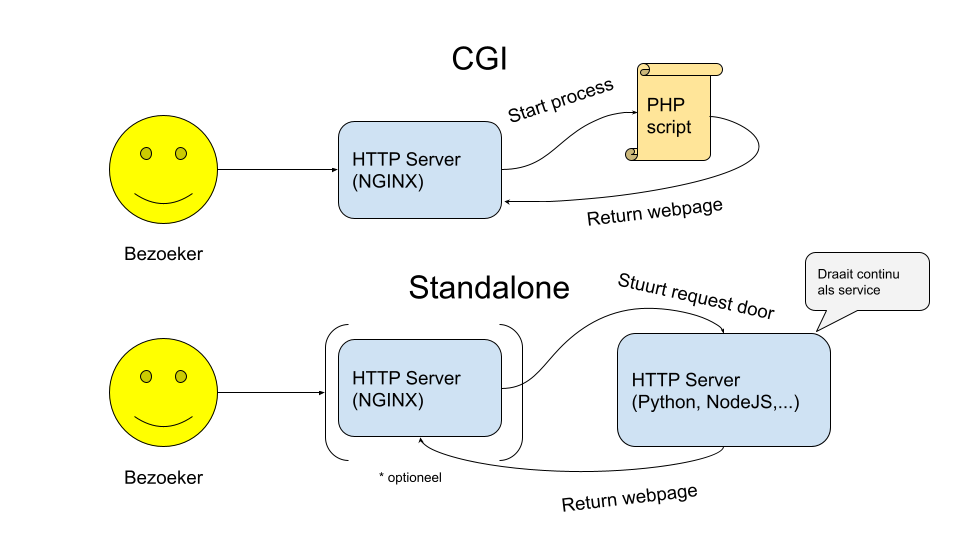 CGI
Start process
PHP
script
HTTP Server
(NGINX)
Return webpage
Bezoeker
Standalone
Stuurt request door
Draait continu
als service
HTTP Server
(NGINX)
HTTP Server
(Python, NodeJS,...)
Bezoeker
* optioneel
Return webpage